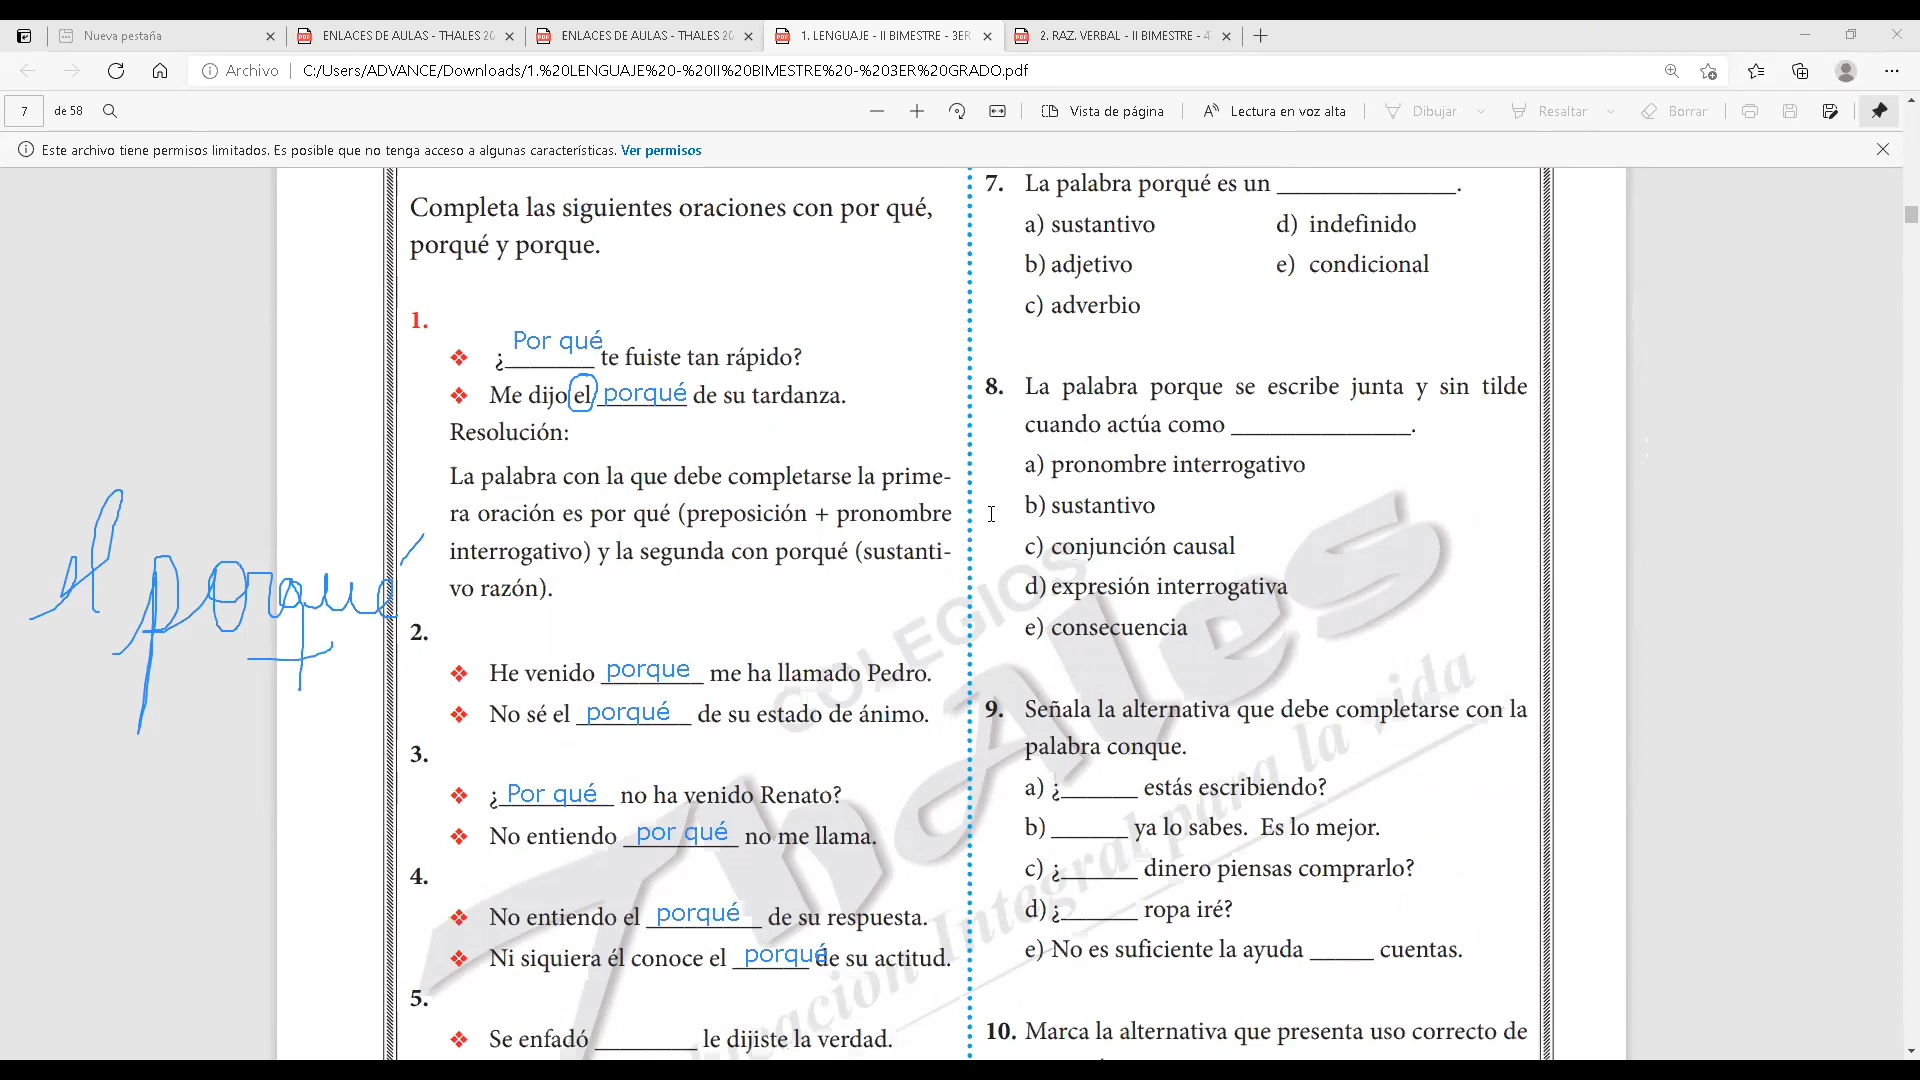 Nueva pestaña
ENLACES DE AULAS - THALES 20
ENLACES DE AULAS - THALES 20
1. LENGUAJE - II BIMESTRE - 3ER
2. RAZ. VERBAL - II BIMESTRE - 4
Archivo
C:/Users/ADVANCE/Downloads/1.%20LENGUAJE%20-%20II%20BIMESTRE%20-%203ER%20GRADO.pdf
7 de 58
Vista de página
Lectura en voz alta
Dibujar
Resaltar
Borrar
Este archivo tiene permisos limitados. Es posible que no tenga acceso a algunas características. Ver permisos
Completa las siguientes oraciones con por qué,
porqué y porque.
1.
¿Por qué te fuiste tan rápido?
Me dijo el porqué de su tardanza.
Resolución:
La palabra con la que debe completarse la prime-
ra oración es por qué (preposición + pronombre
interrogativo) y la segunda con porqué (sustanti-
vo razón).
el porqué
2.
He venido porque me ha llamado Pedro.
No sé el porqué de su estado de ánimo.
3.
¿Por qué no ha venido Renato?
No entiendo por qué no me llama.
4.
No entiendo el porqué de su respuesta.
Ni siquiera él conoce el porqué de su actitud.
5.
Se enfadó ________ le dijiste la verdad.
7. La palabra porqué es un ______________.
a) sustantivo d) indefinido
b) adjetivo e) condicional
c) adverbio
8. La palabra porque se escribe junta y sin tilde
cuando actúa como ______________.
a) pronombre interrogativo
b) sustantivo
c) conjunción causal
d) expresión interrogativa
e) consecuencia
9. Señala la alternativa que debe completarse con la
palabra conque.
a) ¿______ estás escribiendo?
b) ______ ya lo sabes. Es lo mejor.
c) ¿______ dinero piensas comprarlo?
d) ¿______ ropa iré?
e) No es suficiente la ayuda _____ cuentas.
10. Marca la alternativa que presenta uso correcto de
COLEGIOS
Thales
Educación Integral para la vida